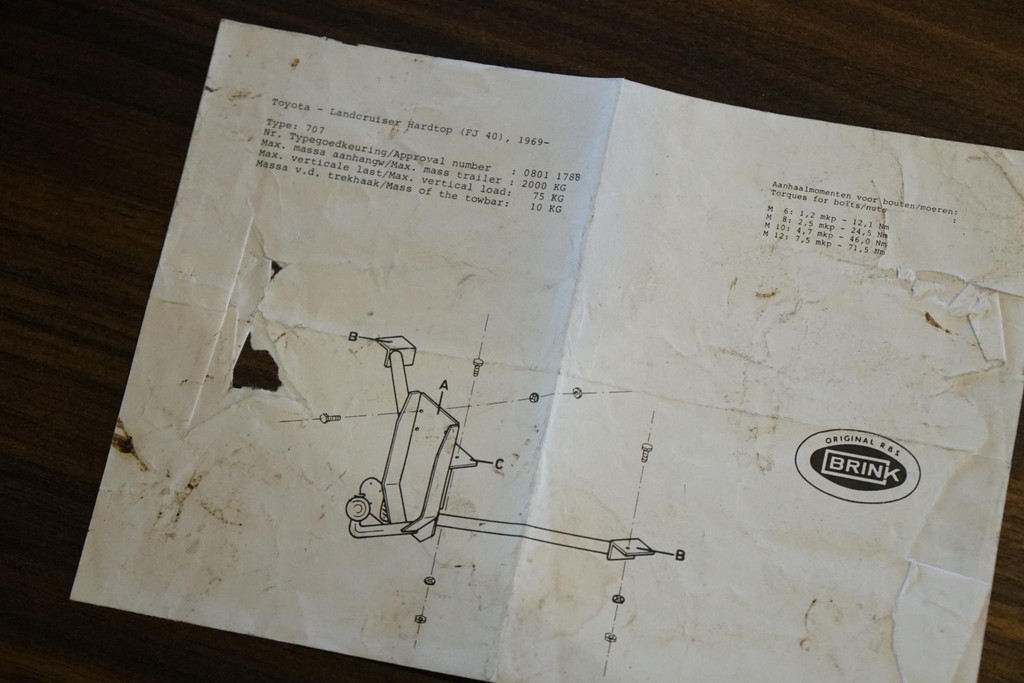 Toyota - Landcruiser Hardtop (FJ 40), 1969-
Type: 707
Nr. Typegoedkeuring/Approval number : 0801 178B
Max. massa aanhangw/Max. mass trailer : 2000 KG
Max. verticale last/Max. vertical load: 75 KG
Massa v.d. trekhaak/Mass of the towbar: 10 KG
Aanhaalmomenten voor bouten/moeren:
Torques for bolts/nuts :
M 6: 1,2 mkp - 12,1 Nm
M 8: 2,5 mkp - 24,5 Nm
M 10: 4,7 mkp - 46,0 Nm
M 12: 7,5 mkp - 71,5 Nm
B
A
C
B
ORIGINAL R&S
BRINK